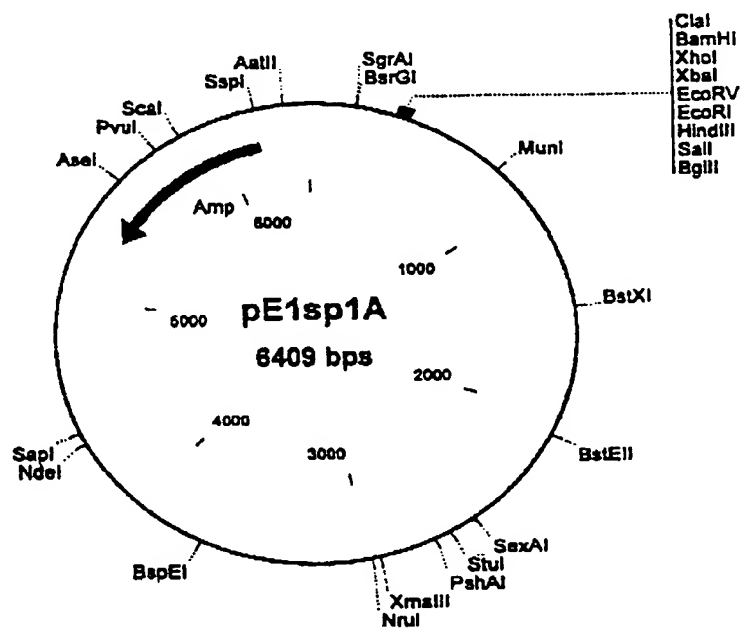 ClaI
BamHI
XhoI
XbaI
EcoRV
EcoRI
HindIII
SalI
BglII
SgrAI
BsrGI
AatII
SspI
ScaI
PvuI
AseI
MunI
Amp
6000
1000
BstXI
pE1sp1A
5000
6409 bps
2000
4000
3000
SapI
NdeI
BstEII
SexAI
StuI
PshAI
BspEI
XmaIII
NruI